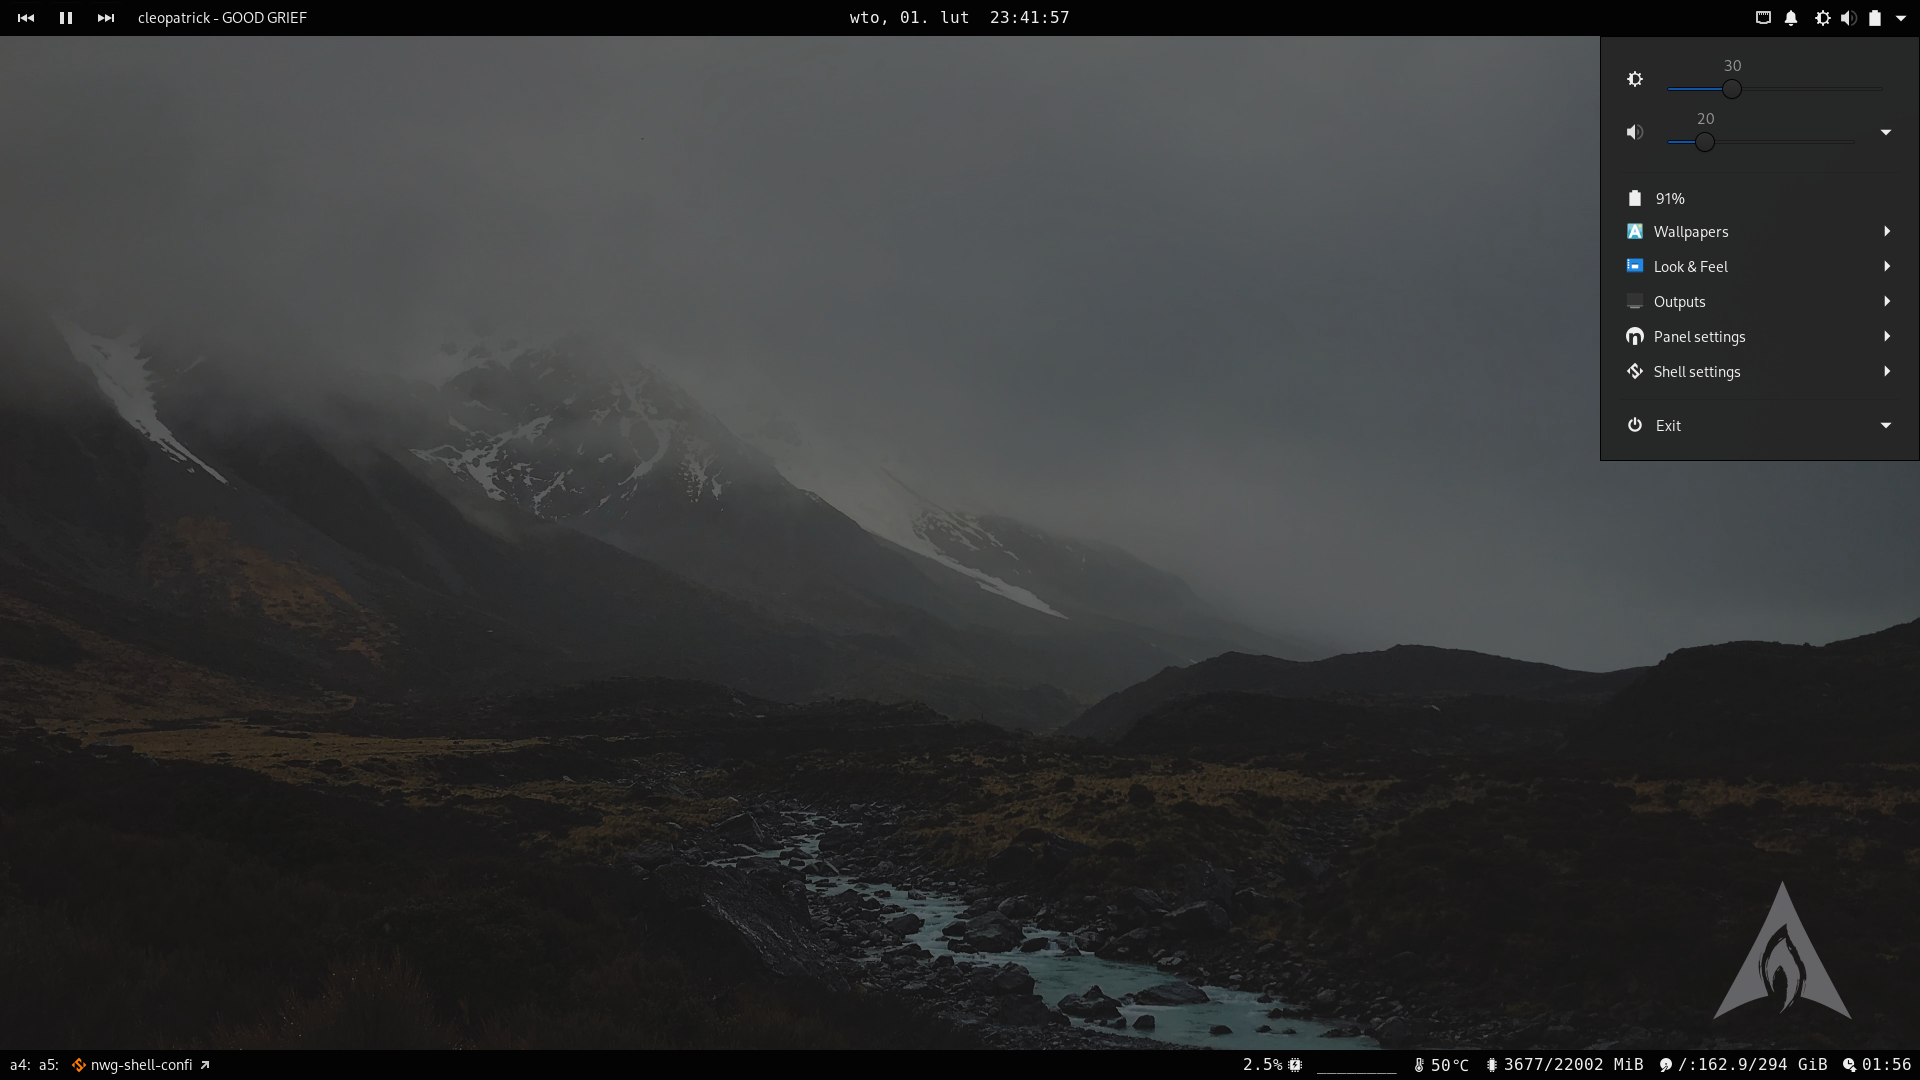 cleopatrick - GOOD GRIEF
wto, 01. lut 23:41:57
30
20
91%
Wallpapers
Look & Feel
Outputs
Panel settings
Shell settings
Exit
a4: a5: nwg-shell-confi
2.5% ________ 50℃ 3677/22002 MiB /:162.9/294 GiB 01:56